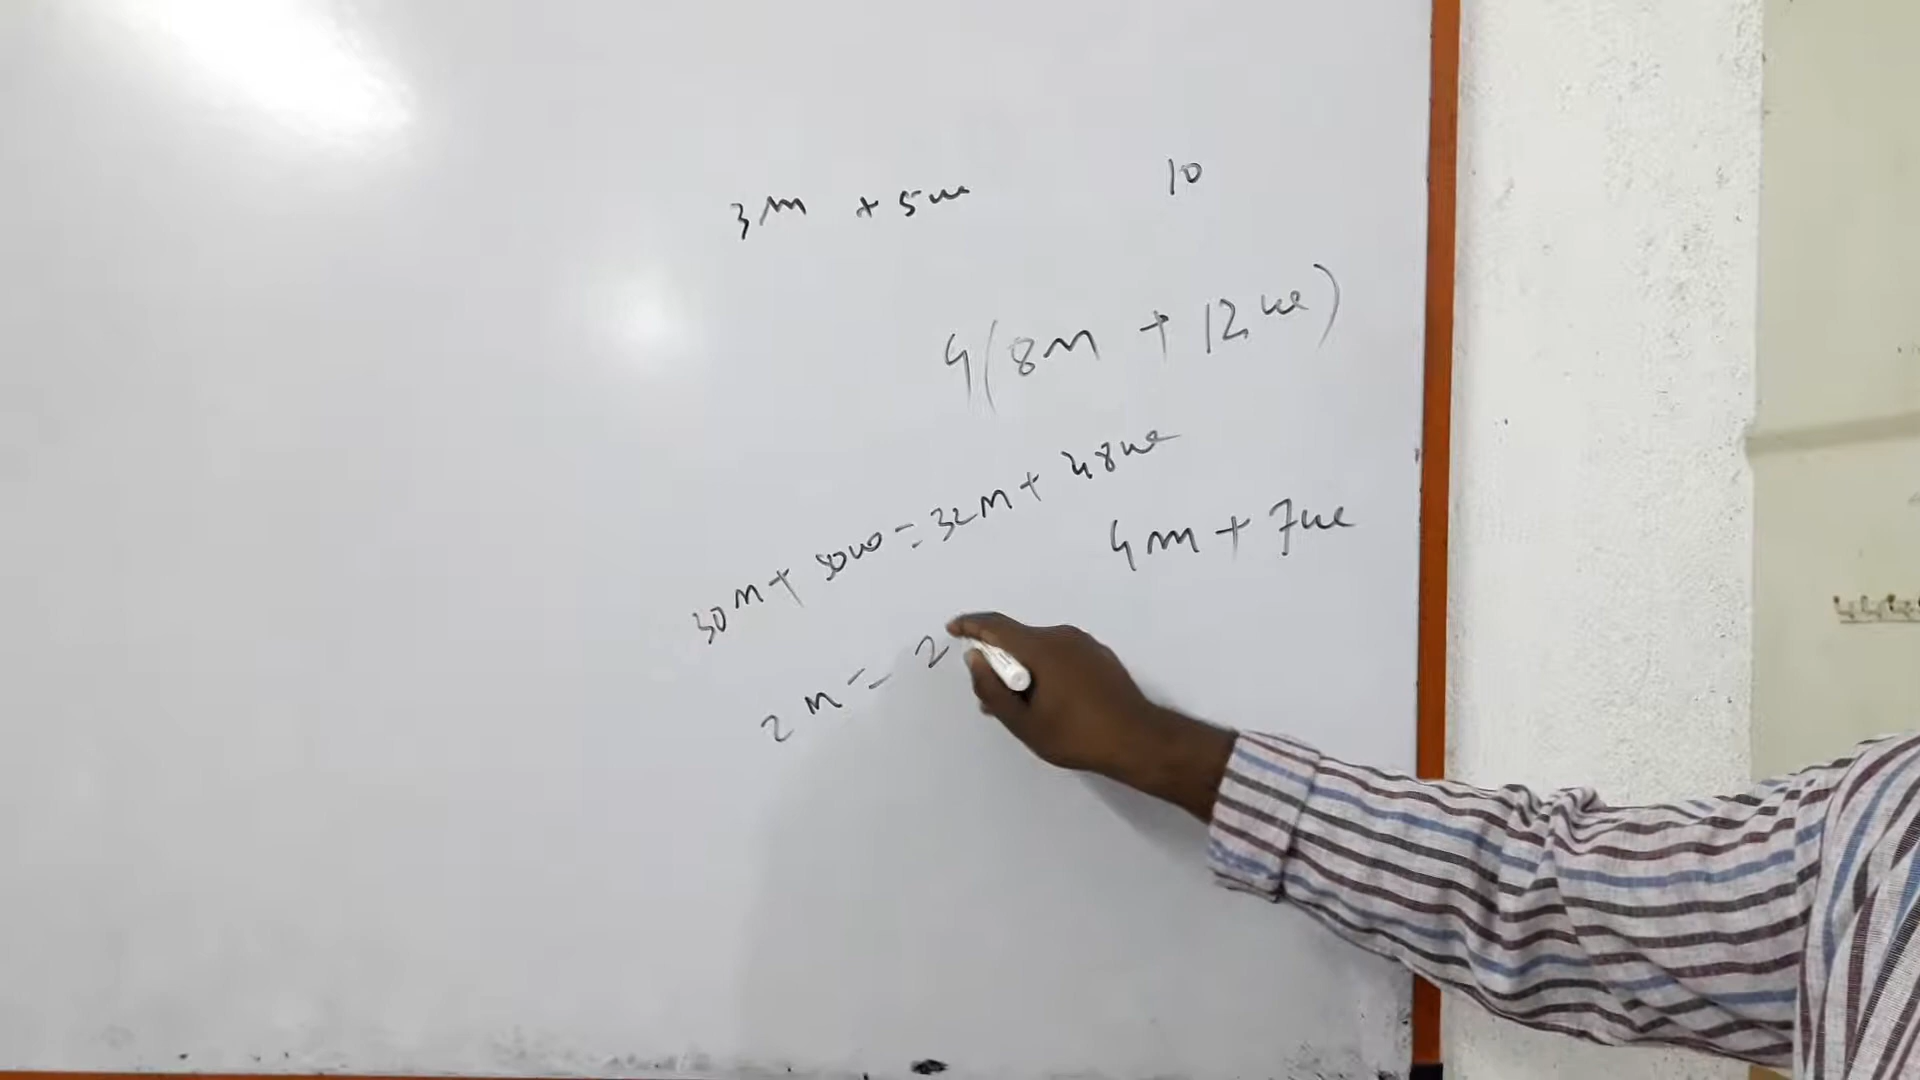 3m + 5w 10
4(8m + 12w)
30m + 50w = 32m + 48w
4m + 7w
2m = 2